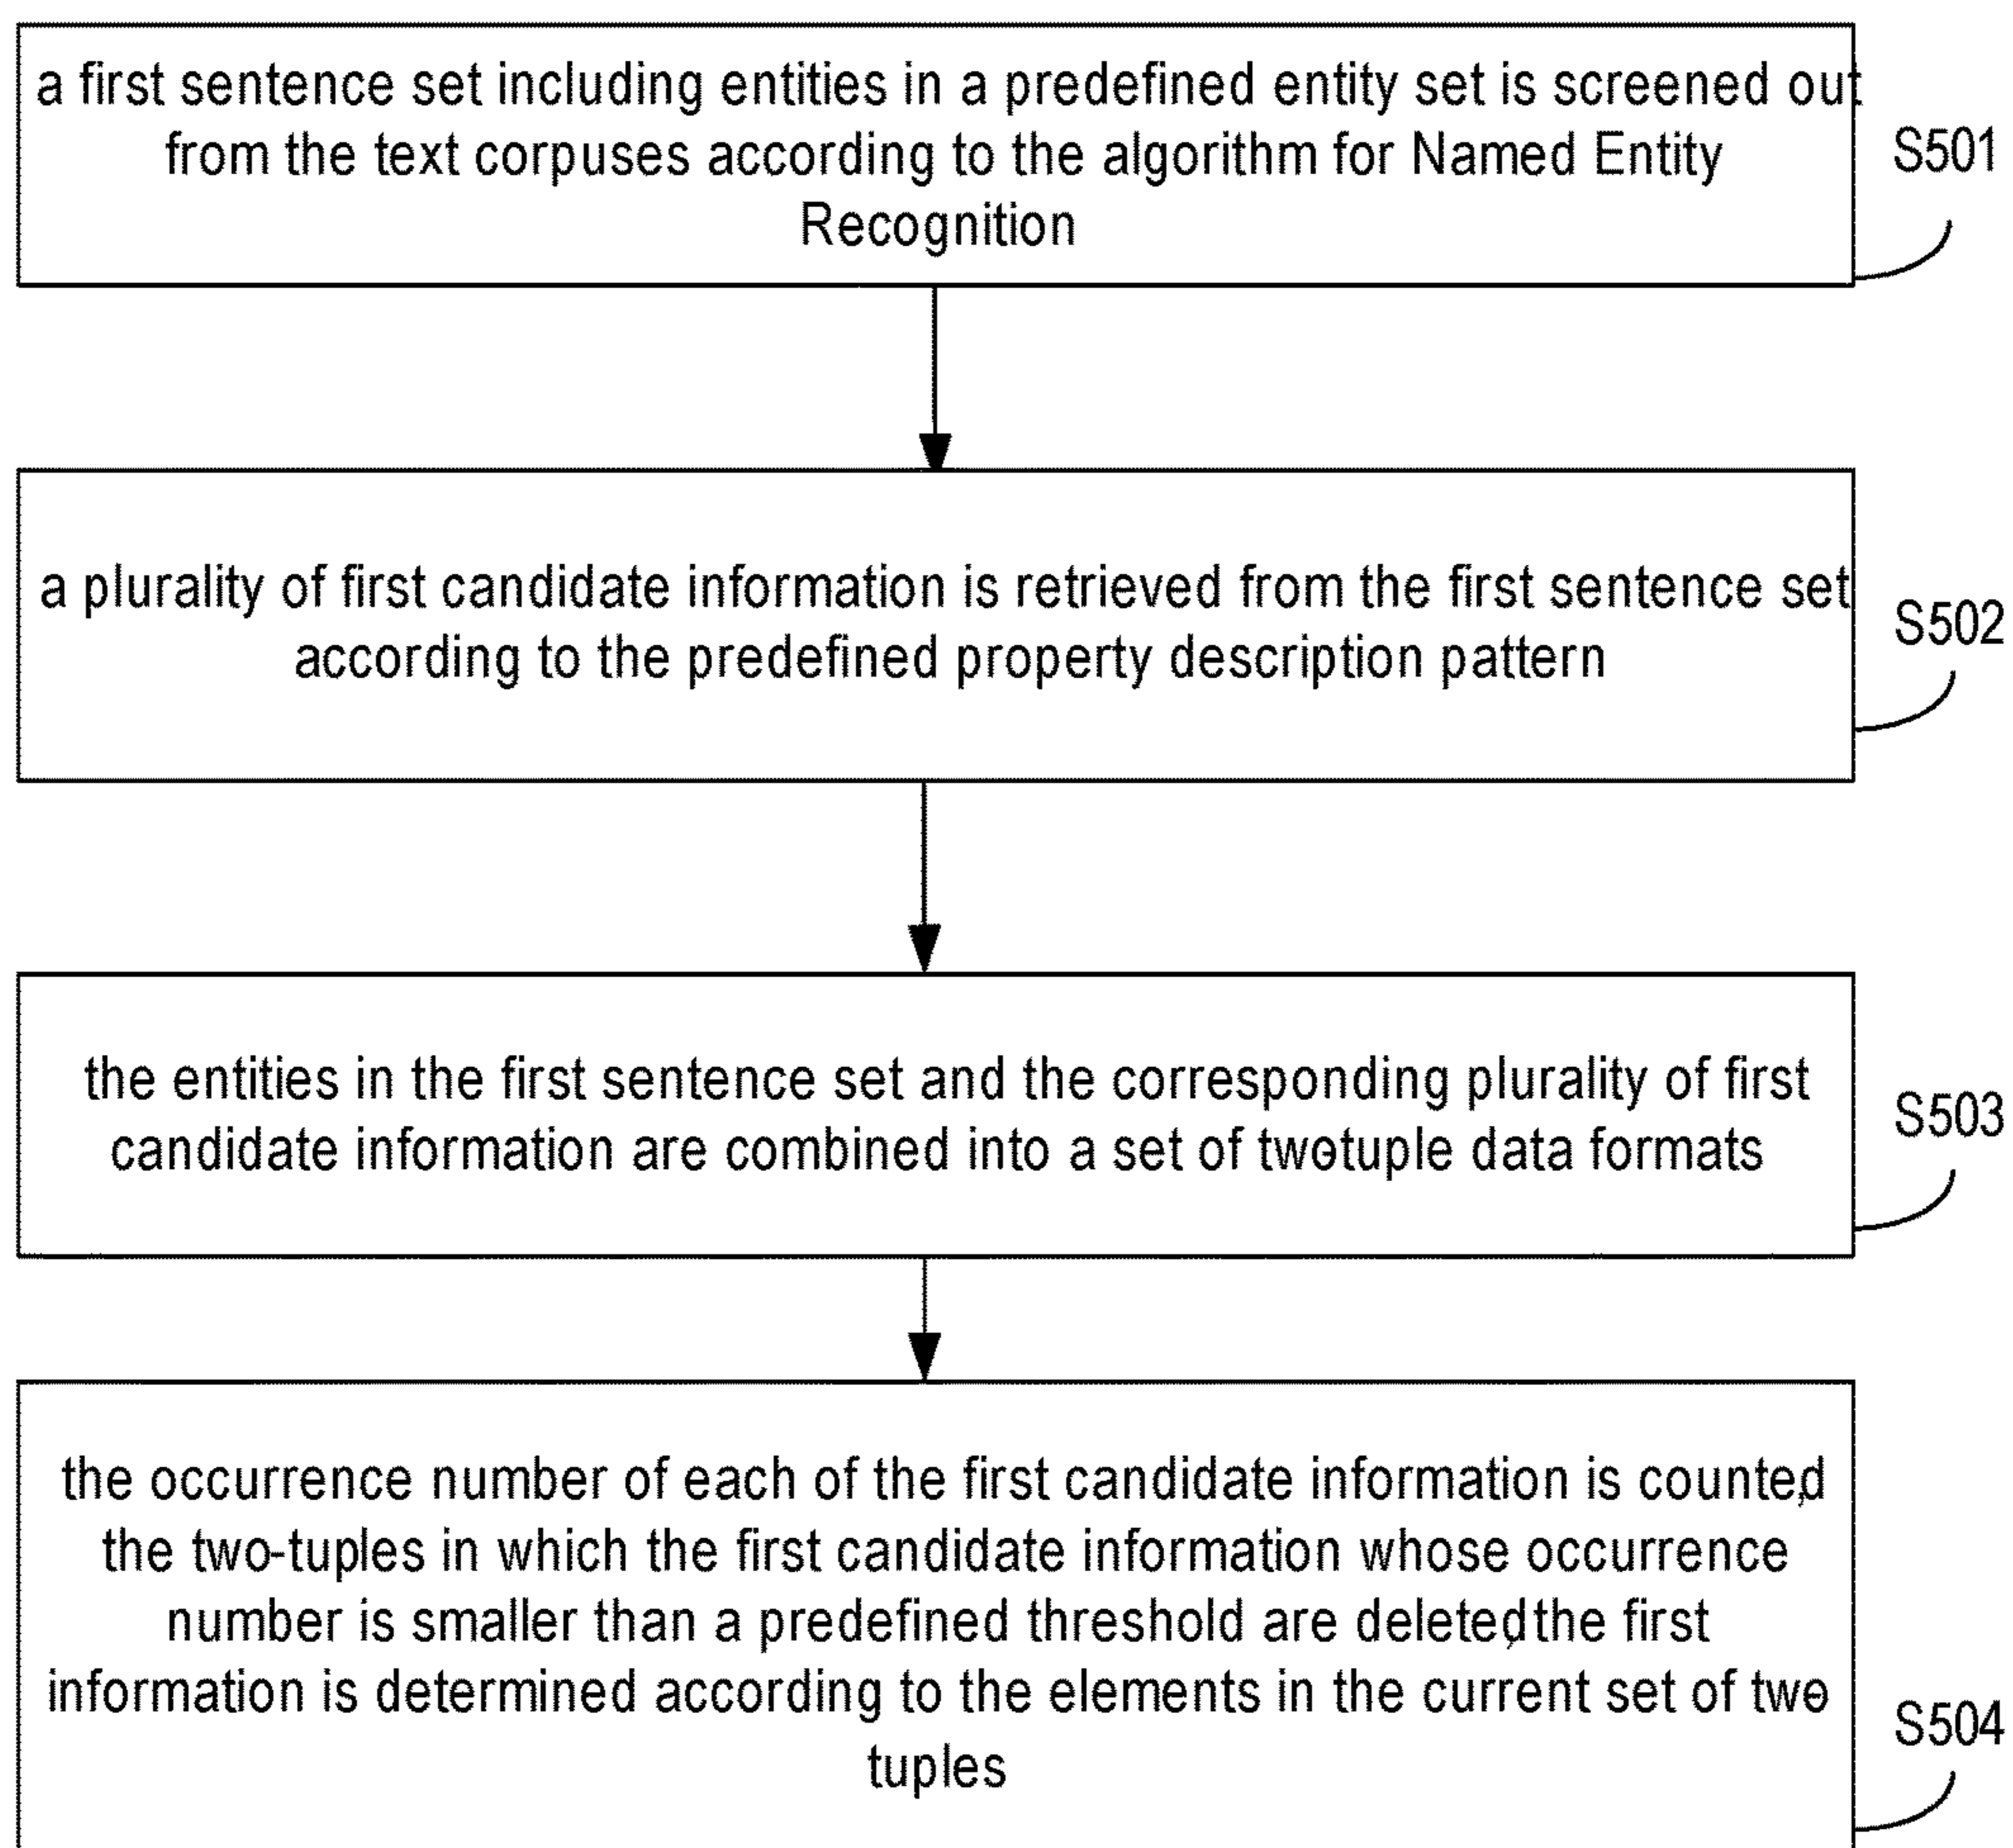 a first sentence set including entities in a predefined entity set is screened out
from the text corpuses according to the algorithm for Named Entity
Recognition
S501
a plurality of first candidate information is retrieved from the first sentence set
according to the predefined property description pattern
S502
the entities in the first sentence set and the corresponding plurality of first
candidate information are combined into a set of two-tuple data formats
S503
the occurrence number of each of the first candidate information is counted,
the two-tuples in which the first candidate information whose occurrence
number is smaller than a predefined threshold are deleted, the first
information is determined according to the elements in the current set of two-
tuples
S504